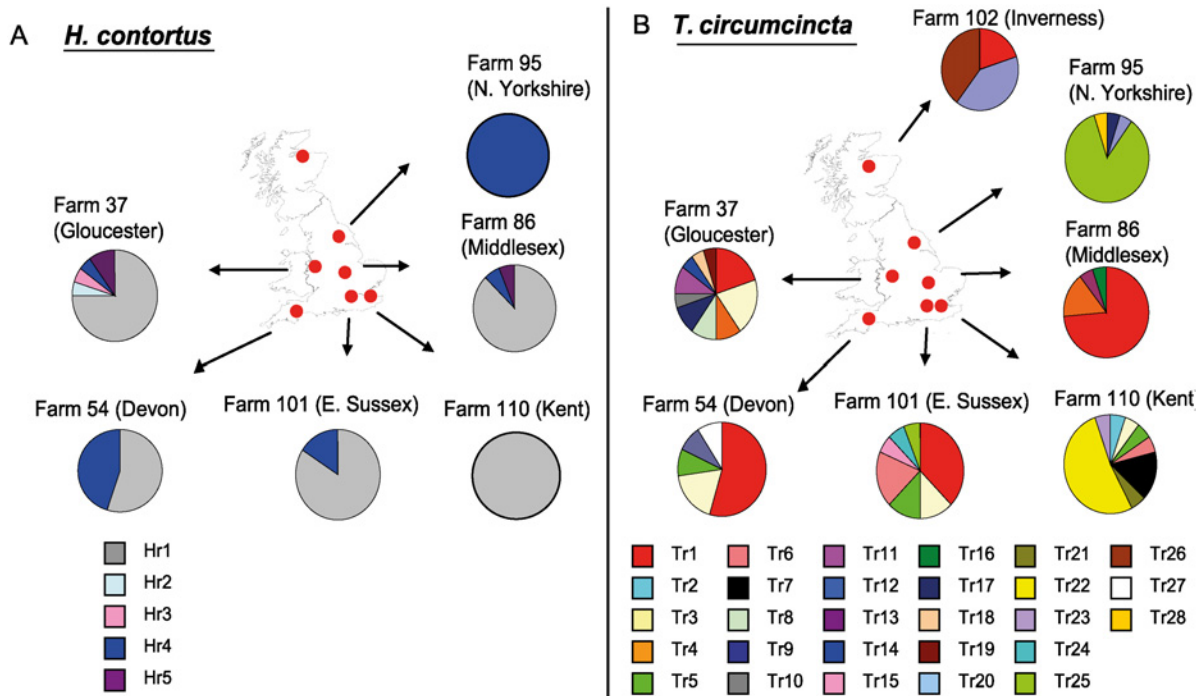 A H. contortus
Farm 95
(N. Yorkshire)
Farm 37
(Gloucester)
Farm 86
(Middlesex)
Farm 54 (Devon)
Farm 101 (E. Sussex)
Farm 110 (Kent)
Hr1
Hr2
Hr3
Hr4
Hr5
B T. circumcincta
Farm 102 (Inverness)
Farm 95
(N. Yorkshire)
Farm 37
(Gloucester)
Farm 86
(Middlesex)
Farm 54 (Devon)
Farm 101 (E. Sussex)
Farm 110 (Kent)
Tr1 Tr6 Tr11 Tr16 Tr21 Tr26
Tr2 Tr7 Tr12 Tr17 Tr22 Tr27
Tr3 Tr8 Tr13 Tr18 Tr23 Tr28
Tr4 Tr9 Tr14 Tr19 Tr24
Tr5 Tr10 Tr15 Tr20 Tr25